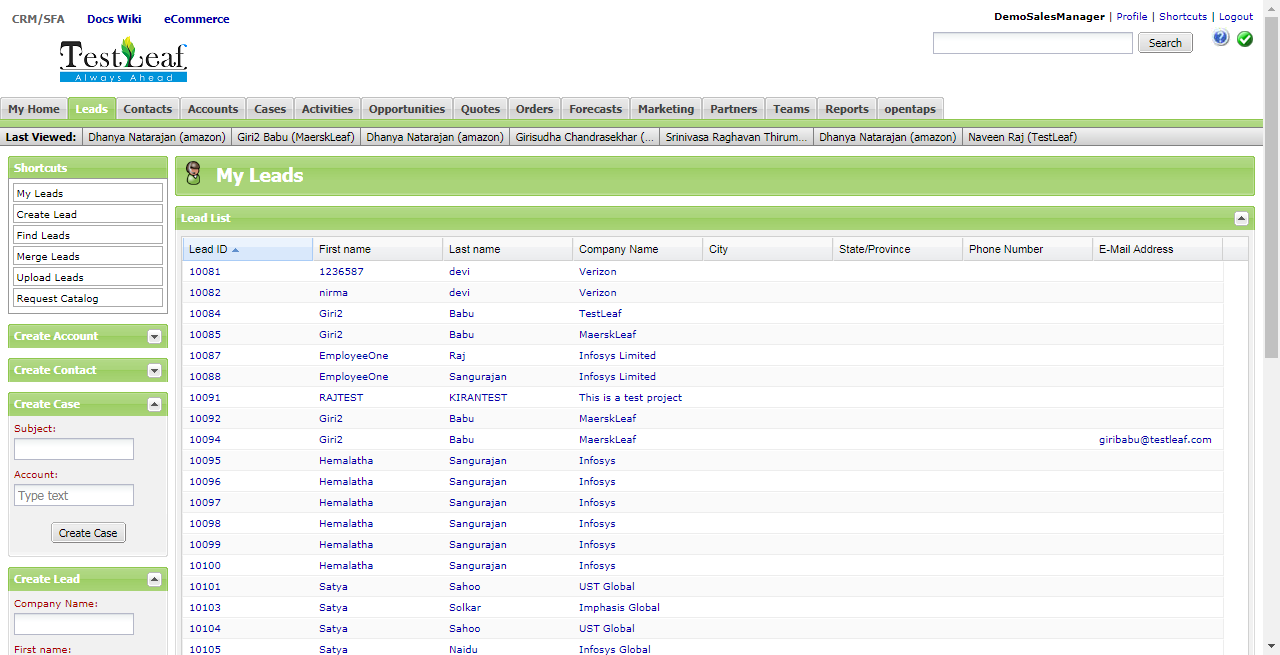 CRM/SFA Docs Wiki eCommerce
DemoSalesManager | Profile | Shortcuts | Logout
TestLeaf
Always Ahead
Search
My Home Leads Contacts Accounts Cases Activities Opportunities Quotes Orders Forecasts Marketing Partners Teams Reports opentaps
Last Viewed: Dhanya Natarajan (amazon) Giri2 Babu (MaerskLeaf) Dhanya Natarajan (amazon) Girisudha Chandrasekhar (... Srinivasa Raghavan Thirum... Dhanya Natarajan (amazon) Naveen Raj (TestLeaf)
Shortcuts
My Leads
Create Lead
Find Leads
Merge Leads
Upload Leads
Request Catalog
Create Account
Create Contact
Create Case
Subject:
Account:
Type text
Create Case
Create Lead
Company Name:
First name:
My Leads
Lead List
Lead ID First name Last name Company Name City State/Province Phone Number E-Mail Address
10081 1236587 devi Verizon
10082 nirma devi Verizon
10084 Giri2 Babu TestLeaf
10085 Giri2 Babu MaerskLeaf
10087 EmployeeOne Raj Infosys Limited
10088 EmployeeOne Sangurajan Infosys Limited
10091 RAJTEST KIRANTEST This is a test project
10092 Giri2 Babu MaerskLeaf
10094 Giri2 Babu MaerskLeaf giribabu@testleaf.com
10095 Hemalatha Sangurajan Infosys
10096 Hemalatha Sangurajan Infosys
10097 Hemalatha Sangurajan Infosys
10098 Hemalatha Sangurajan Infosys
10099 Hemalatha Sangurajan Infosys
10100 Hemalatha Sangurajan Infosys
10101 Satya Sahoo UST Global
10103 Satya Solkar Imphasis Global
10104 Satya Sahoo UST Global
10105 Satya Naidu Infosys Global